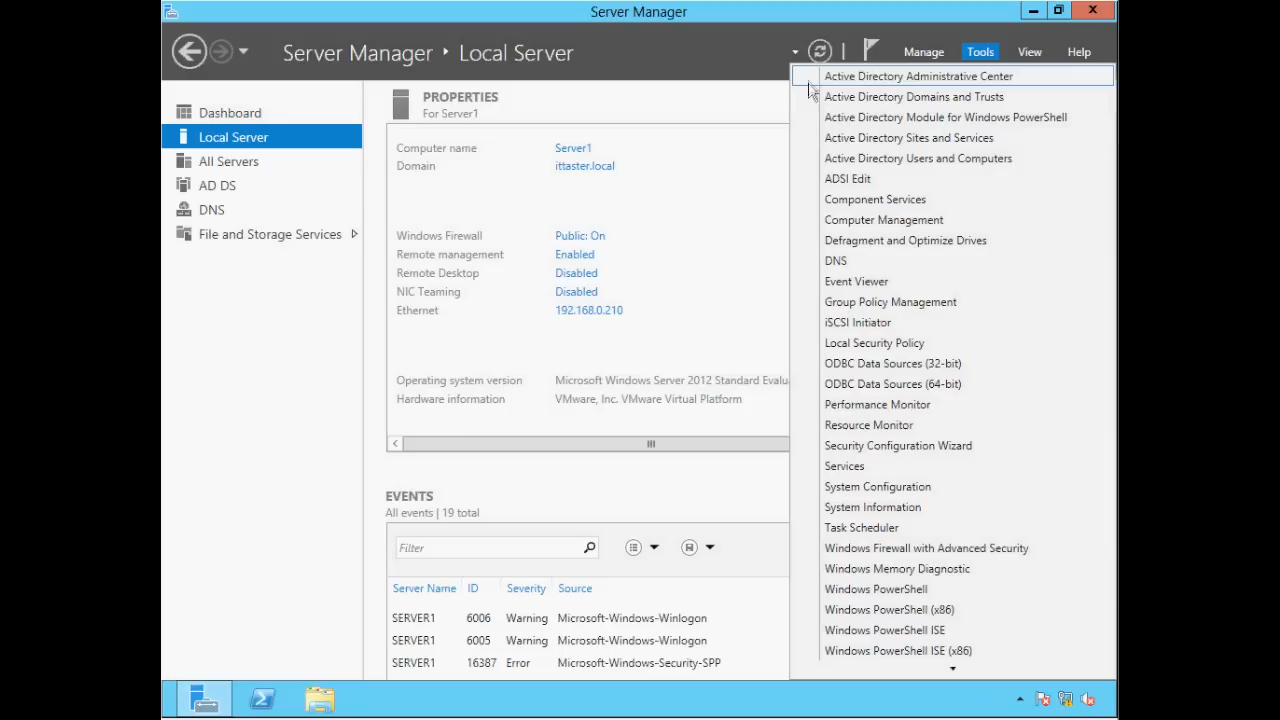 Server Manager
Server Manager • Local Server
Manage
Tools
View
Help
Dashboard
Local Server
All Servers
AD DS
DNS
File and Storage Services
PROPERTIES
For Server1
Computer name Server1
Domain ittaster.local
Windows Firewall Public: On
Remote management Enabled
Remote Desktop Disabled
NIC Teaming Disabled
Ethernet 192.168.0.210
Operating system version Microsoft Windows Server 2012 Standard Evalu
Hardware information VMware, Inc. VMware Virtual Platform
EVENTS
All events | 19 total
Filter
Server Name ID Severity Source
SERVER1 6006 Warning Microsoft-Windows-Winlogon
SERVER1 6005 Warning Microsoft-Windows-Winlogon
SERVER1 16387 Error Microsoft-Windows-Security-SPP
Active Directory Administrative Center
Active Directory Domains and Trusts
Active Directory Module for Windows PowerShell
Active Directory Sites and Services
Active Directory Users and Computers
ADSI Edit
Component Services
Computer Management
Defragment and Optimize Drives
DNS
Event Viewer
Group Policy Management
iSCSI Initiator
Local Security Policy
ODBC Data Sources (32-bit)
ODBC Data Sources (64-bit)
Performance Monitor
Resource Monitor
Security Configuration Wizard
Services
System Configuration
System Information
Task Scheduler
Windows Firewall with Advanced Security
Windows Memory Diagnostic
Windows PowerShell
Windows PowerShell (x86)
Windows PowerShell ISE
Windows PowerShell ISE (x86)